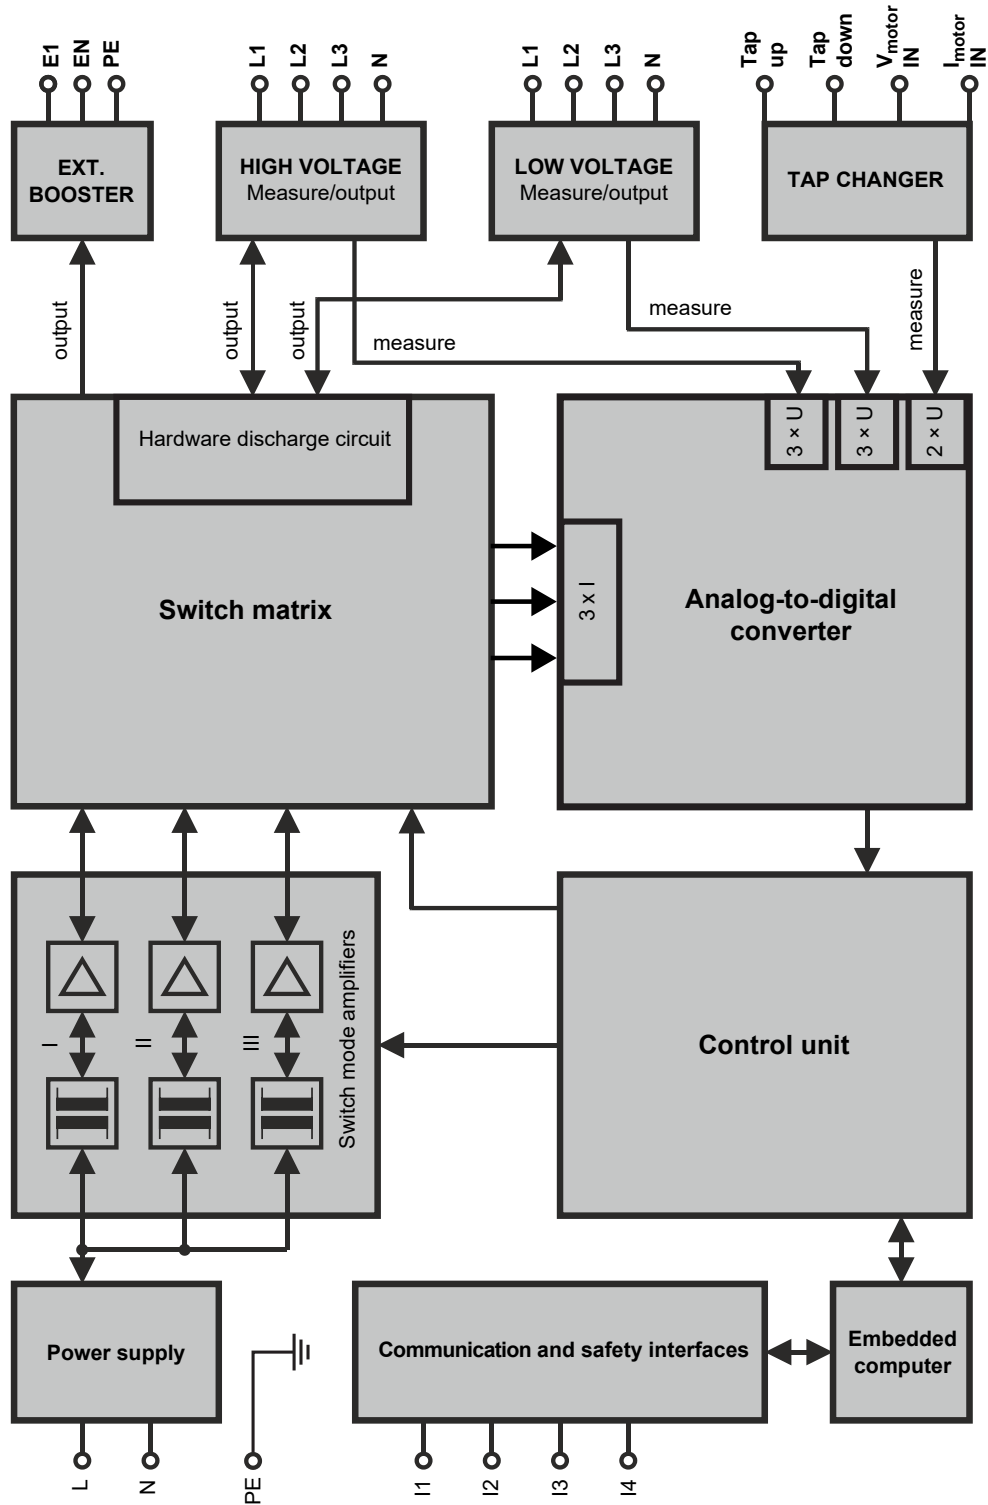 E1
EN
PE
L1
L2
L3
N
L1
L2
L3
N
Tap
up
Tap
down
Vmotor
IN
Imotor
IN
EXT.
BOOSTER
HIGH VOLTAGE
Measure/output
LOW VOLTAGE
Measure/output
TAP CHANGER
output
output
output
measure
measure
measure
Hardware discharge circuit
3 × U
3 × U
2 × U
Switch matrix
3 x I
Analog-to-digital
converter
I
II
III
Switch mode amplifiers
Control unit
Power supply
Communication and safety interfaces
Embedded
computer
L
N
PE
I1
I2
I3
I4